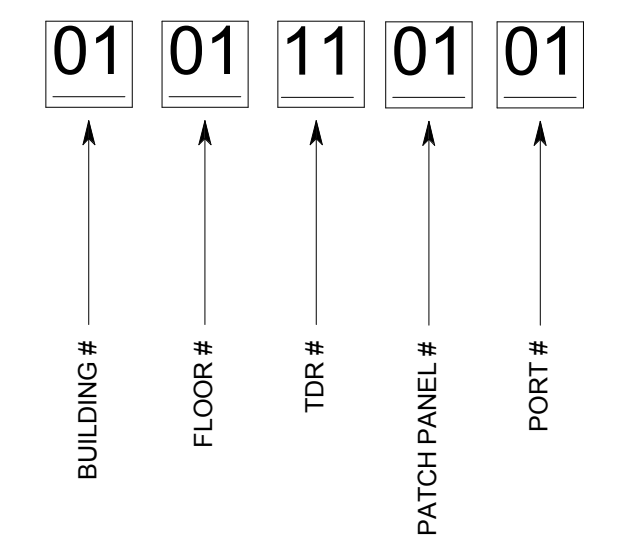 01 01 11 01 01
BUILDING #
FLOOR #
TDR #
PATCH PANEL #
PORT #